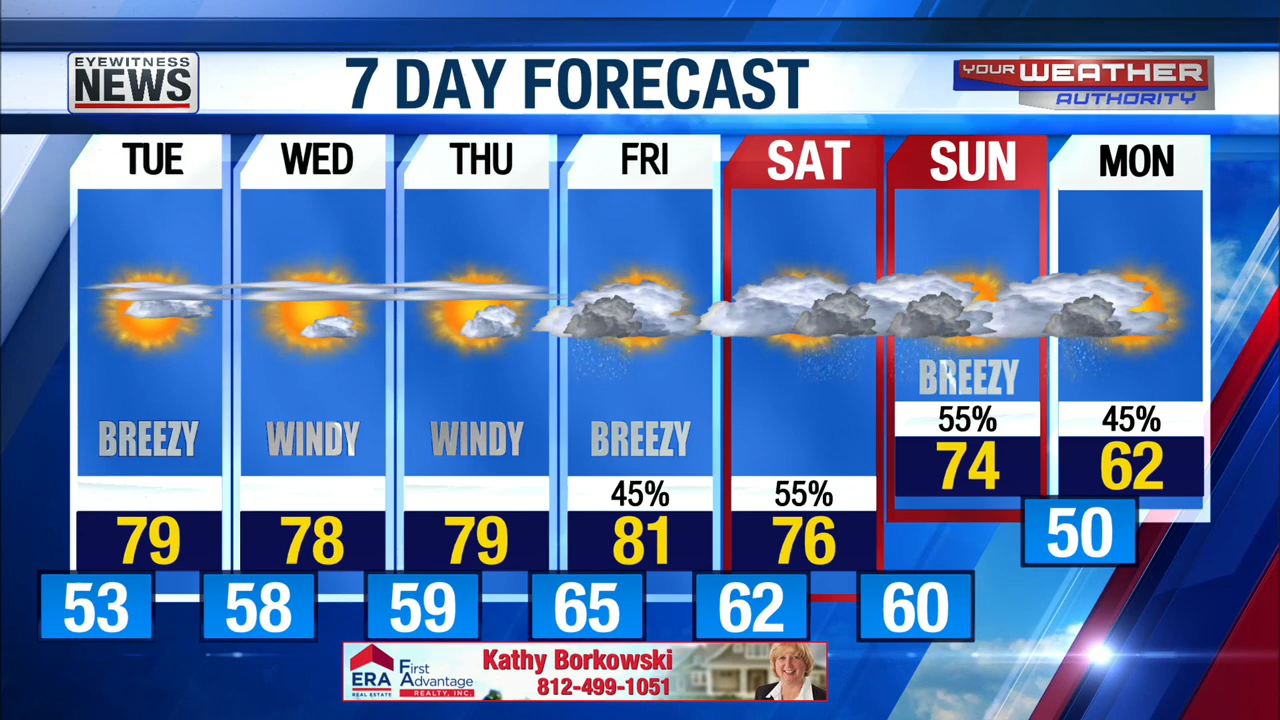 EYEWITNESS
NEWS
7 DAY FORECAST
YOUR WEATHER
AUTHORITY
TUE WED THU FRI SAT SUN MON
BREEZY WINDY WINDY BREEZY BREEZY
45% 55% 55% 45%
79 78 79 81 76 74 62
53 58 59 65 62 60 50
ERA
REAL ESTATE
First
Advantage
REALTY, INC.
Kathy Borkowski
812-499-1051